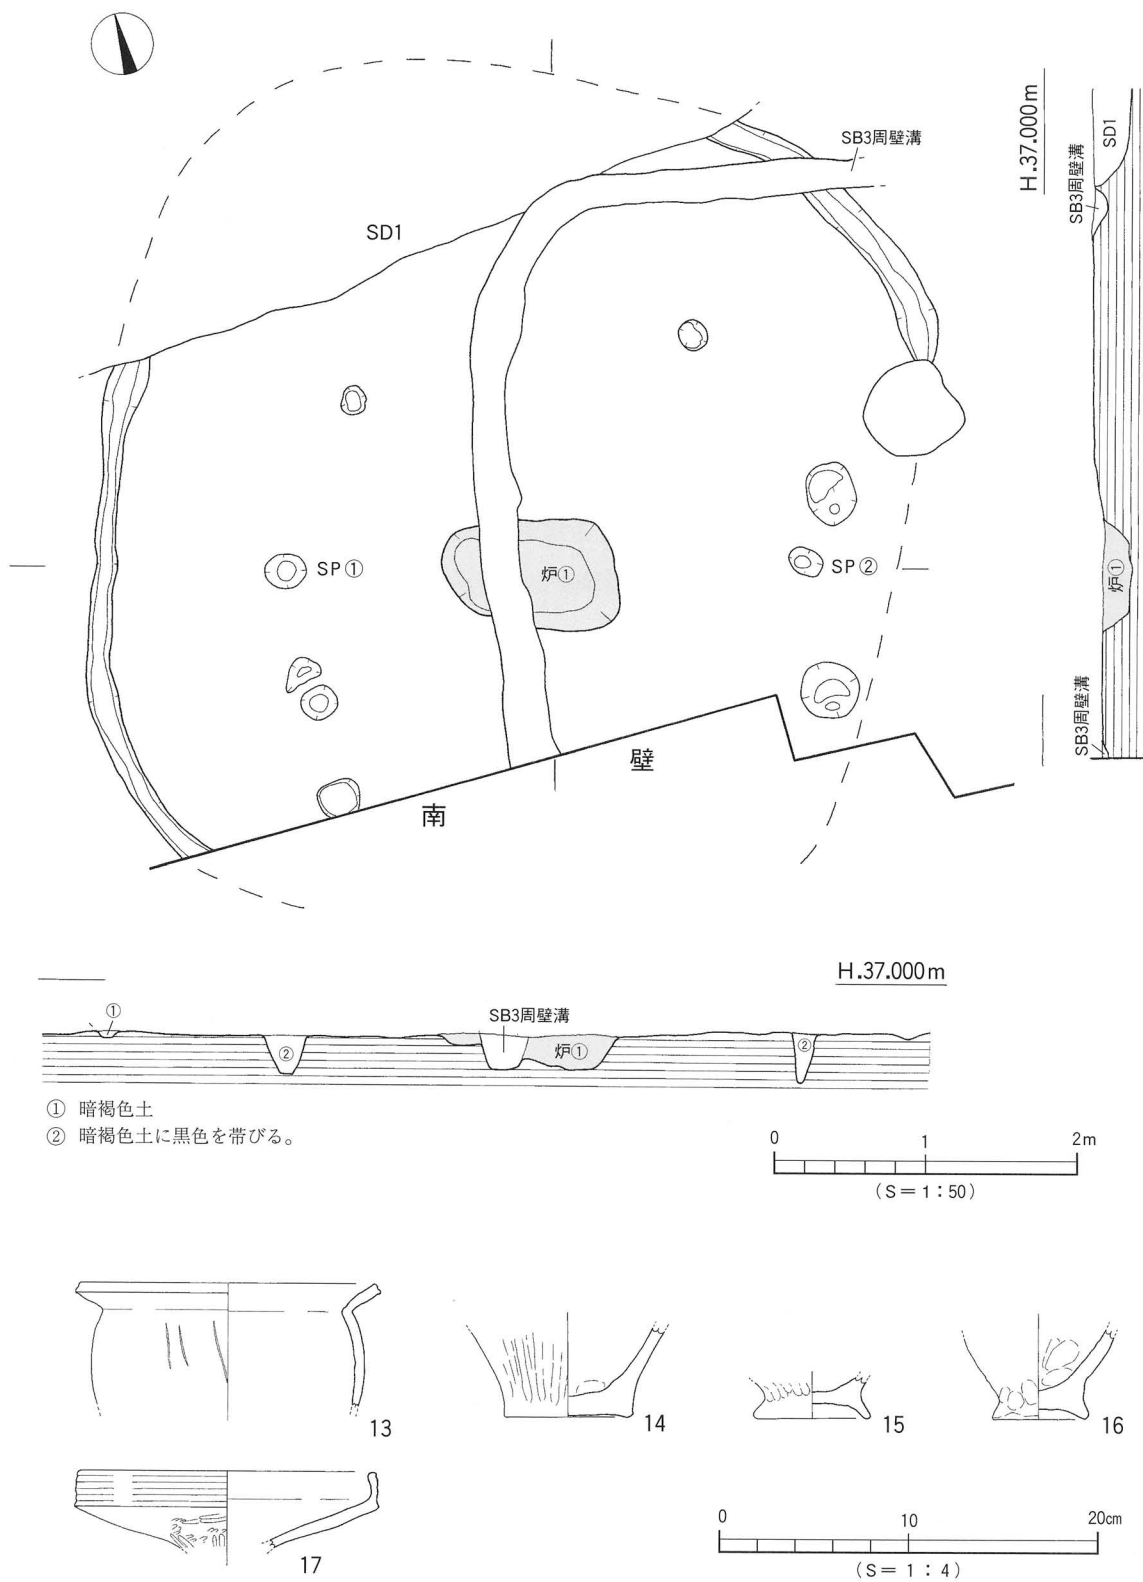 SB3周壁溝
SD1
SP①
炉①
SP②
南壁
H.37.000m
SD1
SB3周壁溝
炉①
SB3周壁溝
H.37.000m
①
②
SB3周壁溝
炉①
②
① 暗褐色土
② 暗褐色土に黒色を帯びる。
0 1 2m
(S=1:50)
13
14
15
16
17
0 10 20cm
(S=1:4)